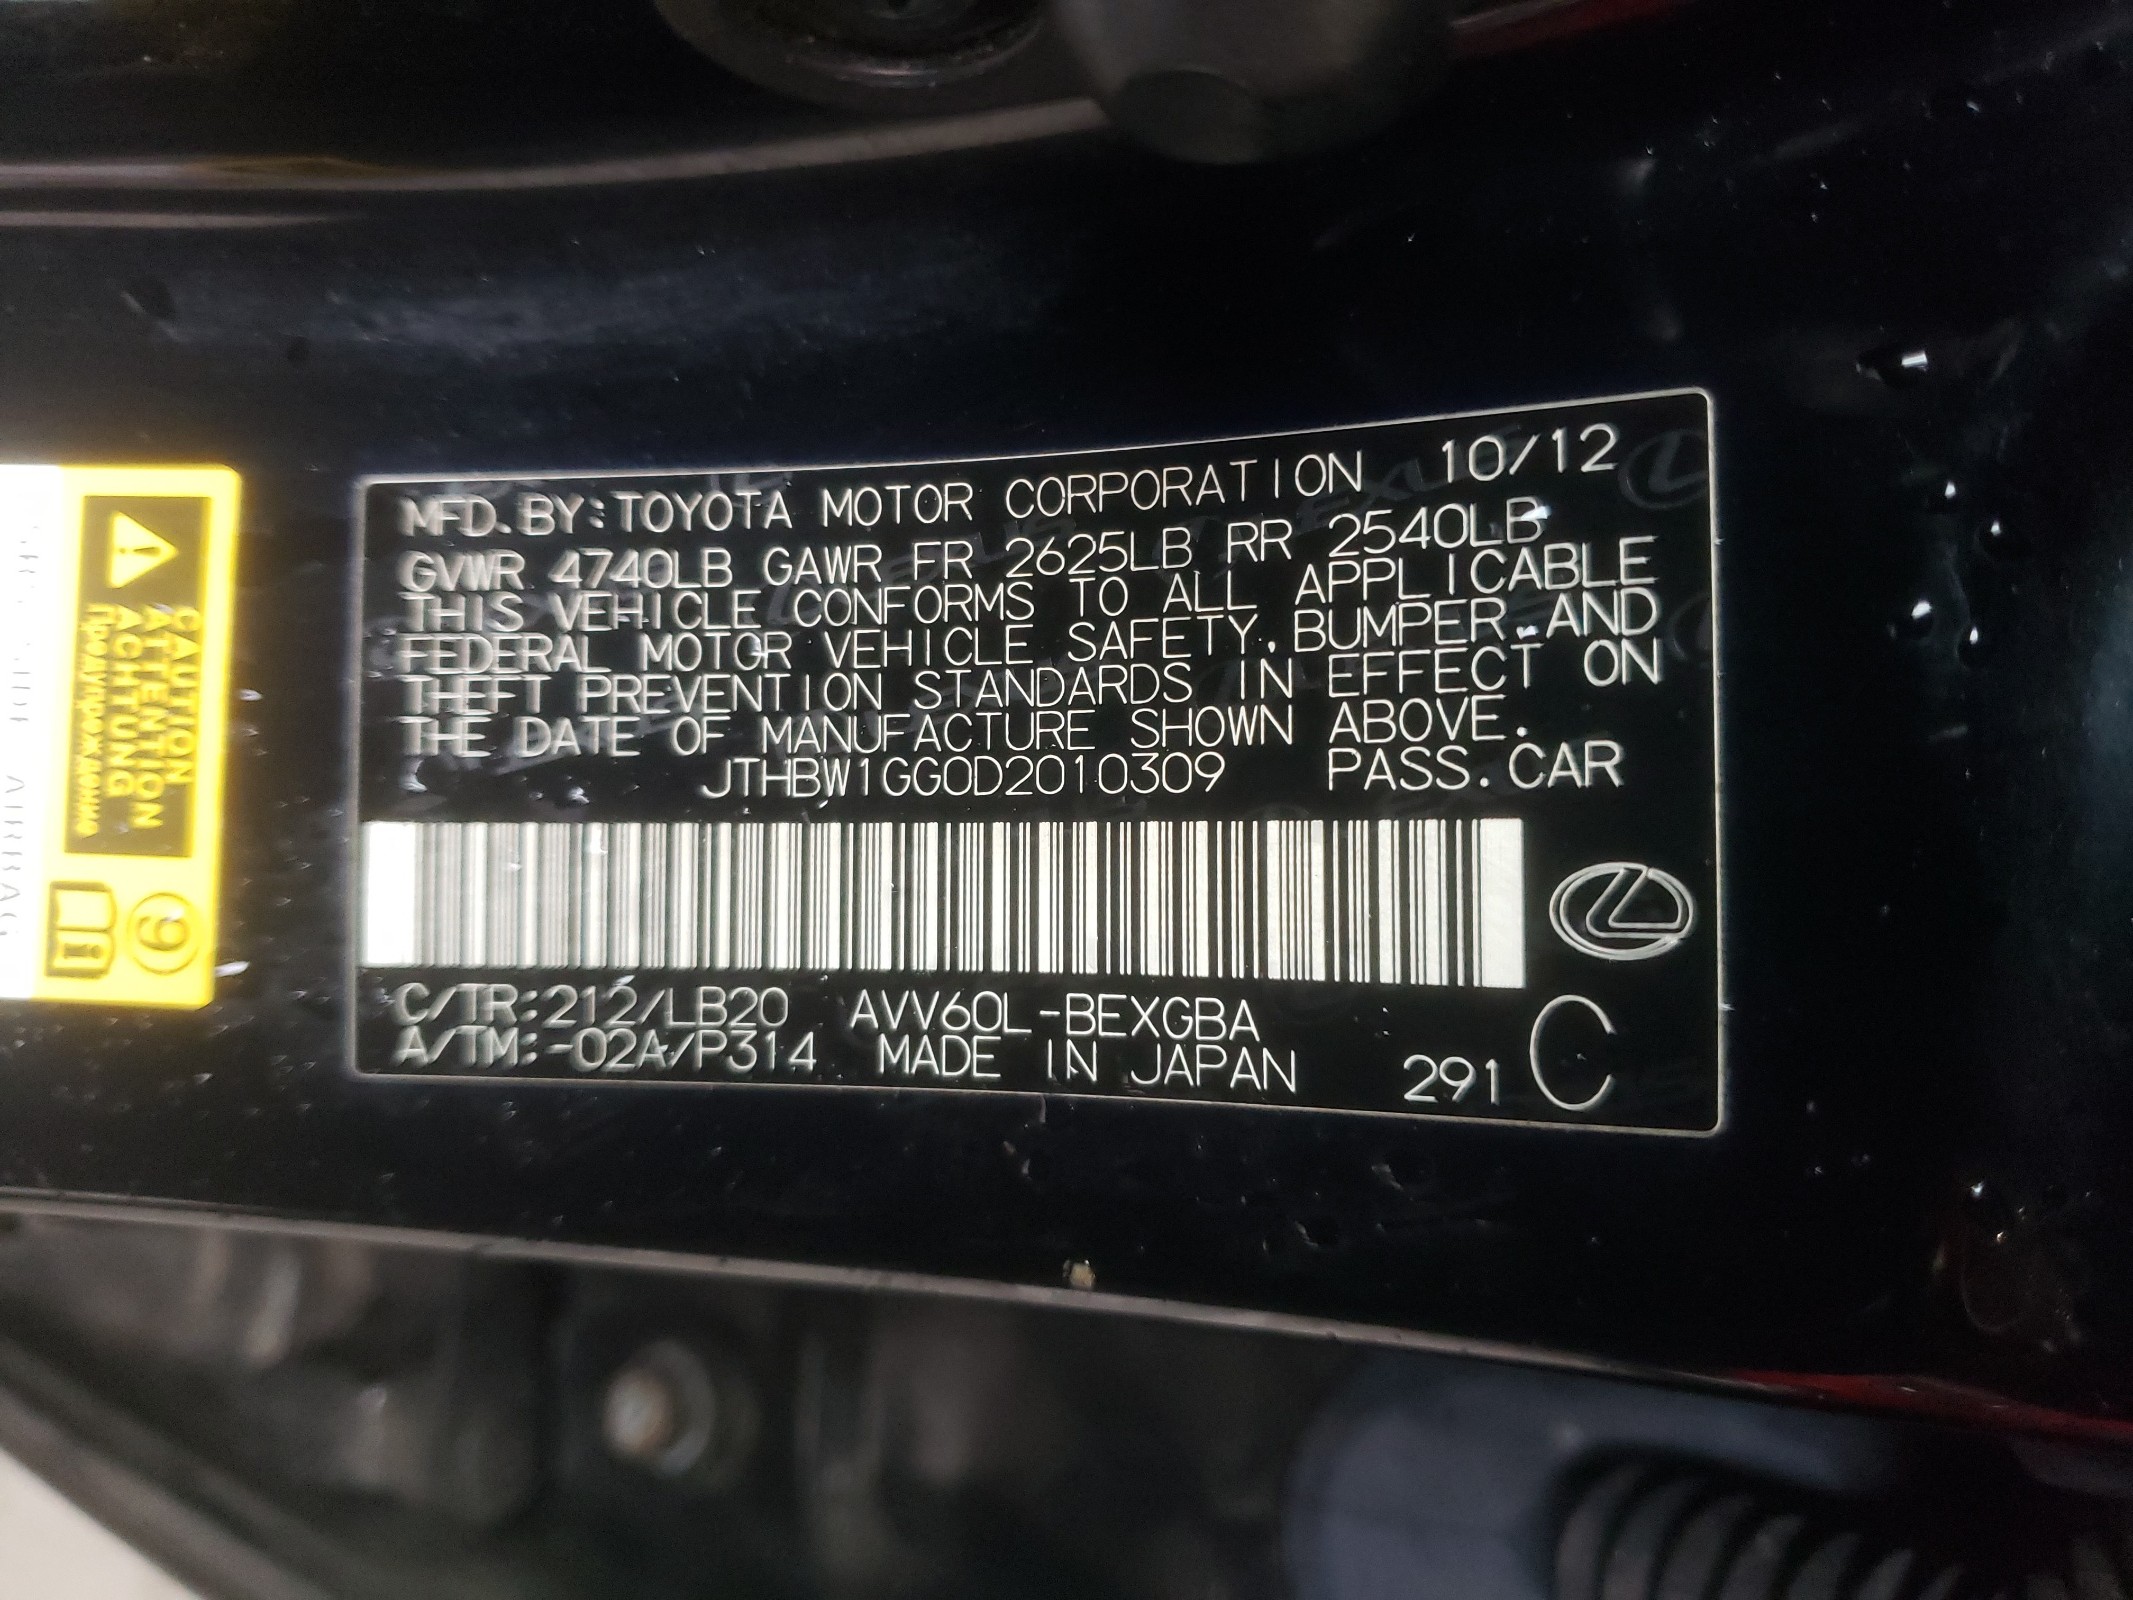 MFD. BY: TOYOTA MOTOR CORPORATION 10/12
GVWR 4740LB GAWR FR 2625LB RR 2540LB
THIS VEHICLE CONFORMS TO ALL APPLICABLE
FEDERAL MOTOR VEHICLE SAFETY, BUMPER, AND
THEFT PREVENTION STANDARDS IN EFFECT ON
THE DATE OF MANUFACTURE SHOWN ABOVE.
JTHBW1GG0D2010309 PASS. CAR
C/TR: 212/LB20 AVV60L-BEXGBA
A/TM: -02A/P314 MADE IN JAPAN
291 C
CAUTION
ATTENTION
ACHTUNG
AIRBAG